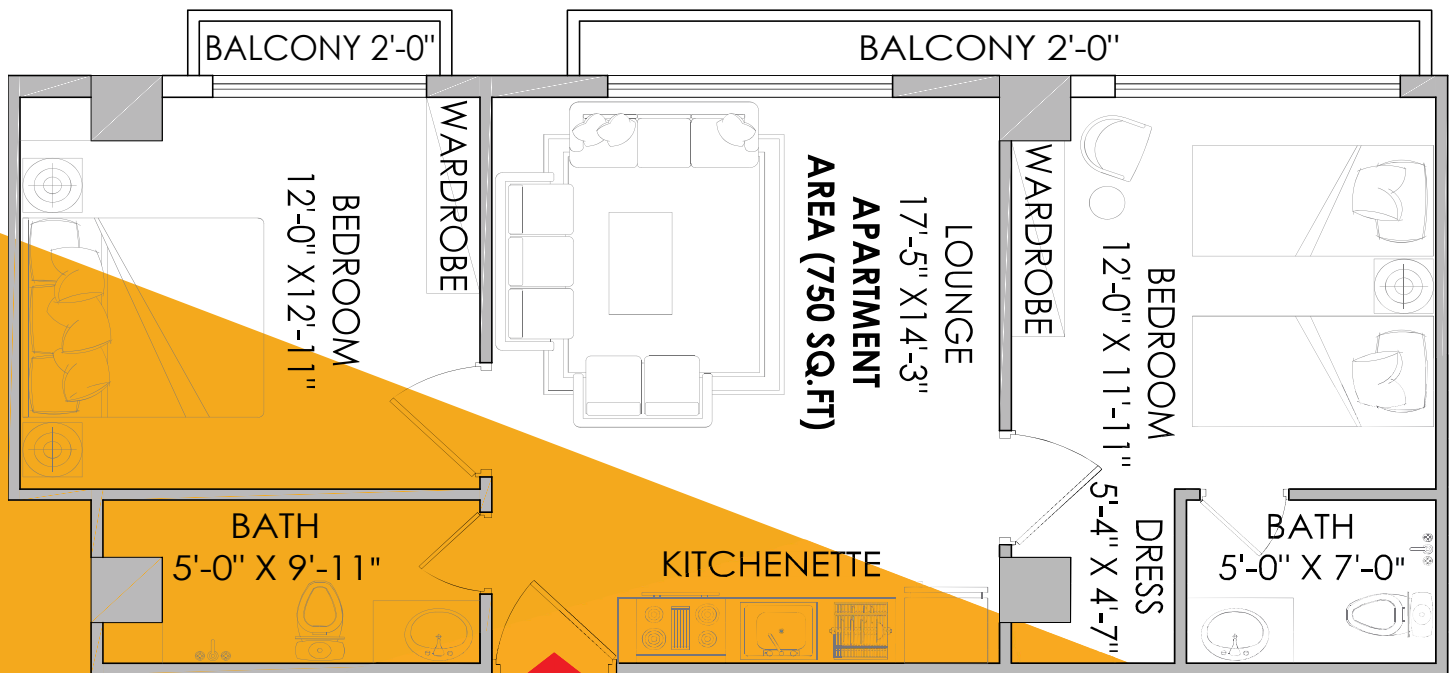 BALCONY 2'-0"
BALCONY 2'-0"
WARDROBE
BEDROOM
12'-0" X12'-11"
LOUNGE
17'-5" X14'-3"
APARTMENT
AREA (750 SQ.FT)
WARDROBE
BEDROOM
12'-0" X 11'-11"
BATH
5'-0" X 9'-11"
KITCHENETTE
DRESS
5'-4" X 4'-7"
BATH
5'-0" X 7'-0"